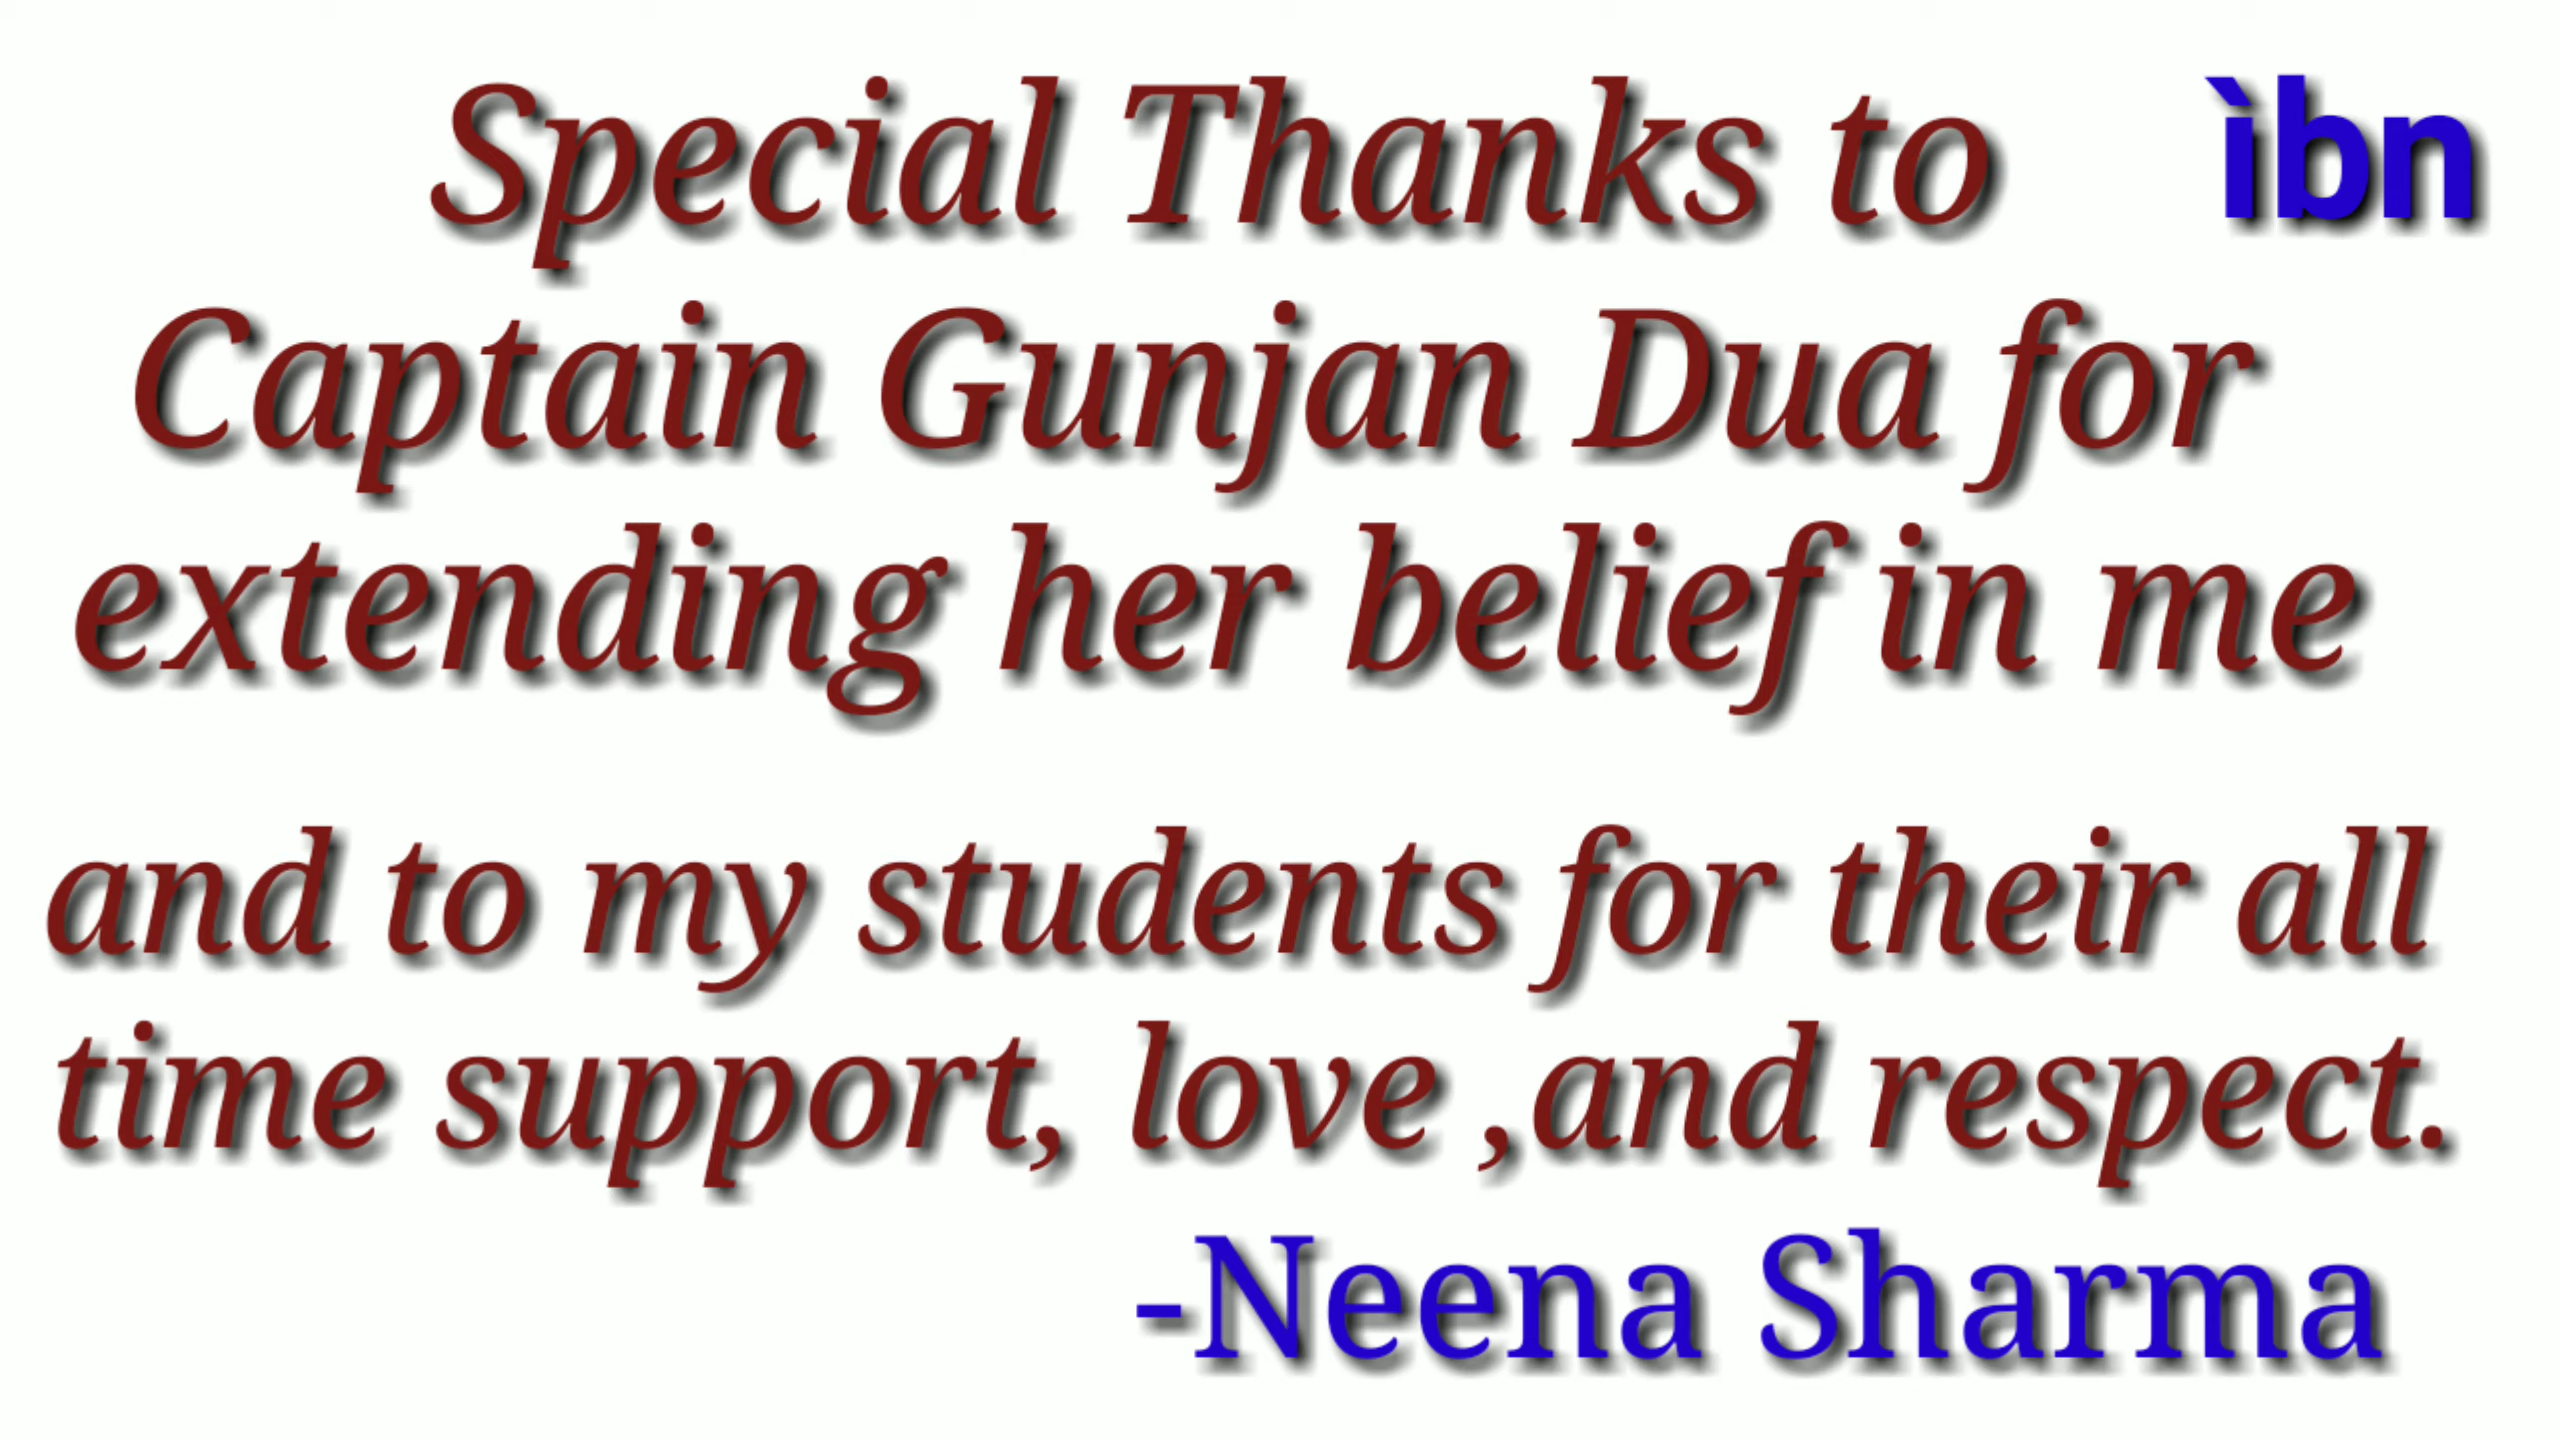 Special Thanks to ìbn
Captain Gunjan Dua for
extending her belief in me
and to my students for their all
time support, love ,and respect.
-Neena Sharma